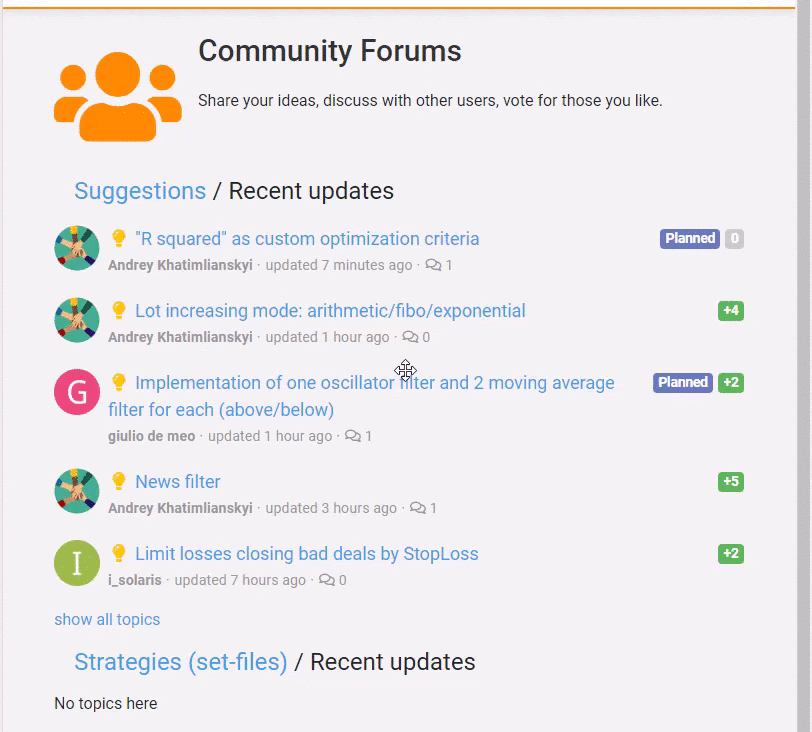 Community Forums
Share your ideas, discuss with other users, vote for those you like.
Suggestions / Recent updates
"R squared" as custom optimization criteria
Planned 0
Andrey Khatimlianskyi · updated 7 minutes ago · 1
Lot increasing mode: arithmetic/fibo/exponential
+4
Andrey Khatimlianskyi · updated 1 hour ago · 0
G
Implementation of one oscillator filter and 2 moving average
Planned +2
filter for each (above/below)
giulio de meo · updated 1 hour ago · 1
News filter
+5
Andrey Khatimlianskyi · updated 3 hours ago · 1
I
Limit losses closing bad deals by StopLoss
+2
i_solaris · updated 7 hours ago · 0
show all topics
Strategies (set-files) / Recent updates
No topics here